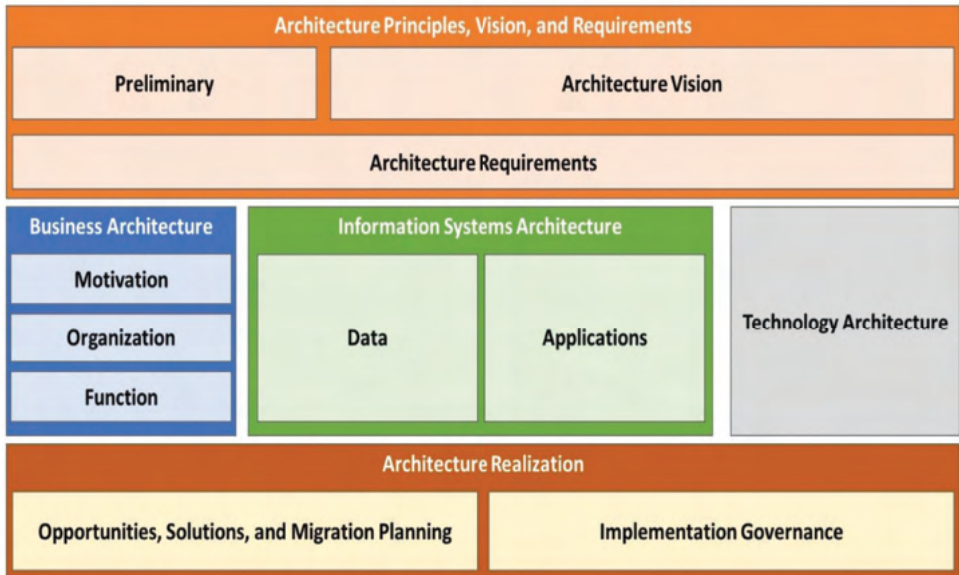 Architecture Principles, Vision, and Requirements
Preliminary
Architecture Vision
Architecture Requirements
Business Architecture
Motivation
Organization
Function
Information Systems Architecture
Data
Applications
Technology Architecture
Architecture Realization
Opportunities, Solutions, and Migration Planning
Implementation Governance